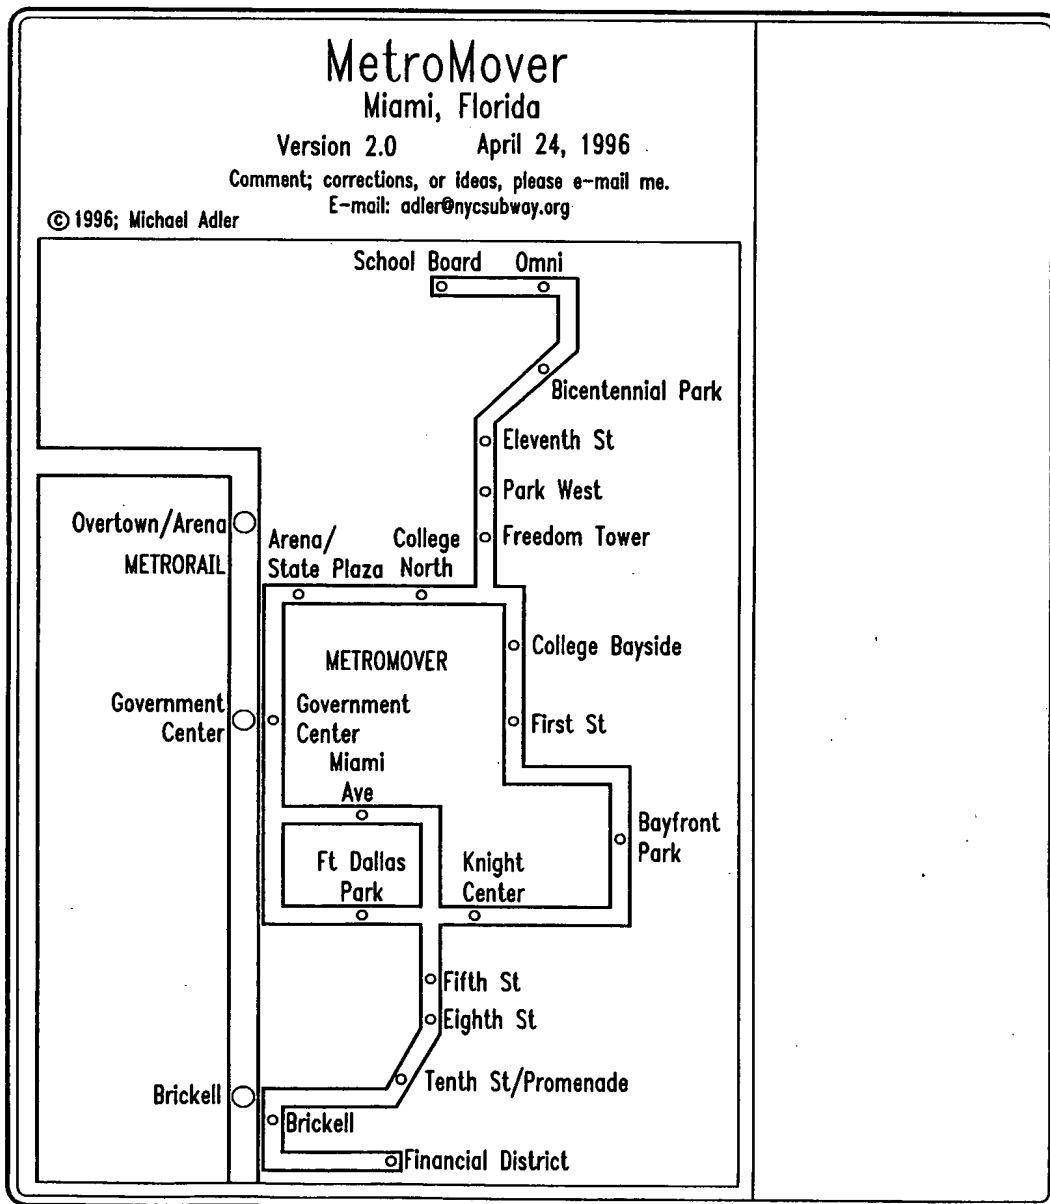 MetroMover
Miami, Florida
Version 2.0 April 24, 1996
Comment; corrections, or ideas, please e-mail me.
E-mail: adler@nycsubway.org
© 1996; Michael Adler
School Board Omni
Bicentennial Park
Eleventh St
Park West
Freedom Tower
Overtown/Arena
METRORAIL
Arena/
State Plaza
College
North
METROMOVER
College Bayside
Government
Center
Government
Center
First St
Miami
Ave
Bayfront
Park
Ft Dallas
Park
Knight
Center
Fifth St
Eighth St
Tenth St/Promenade
Brickell
Brickell
Financial District